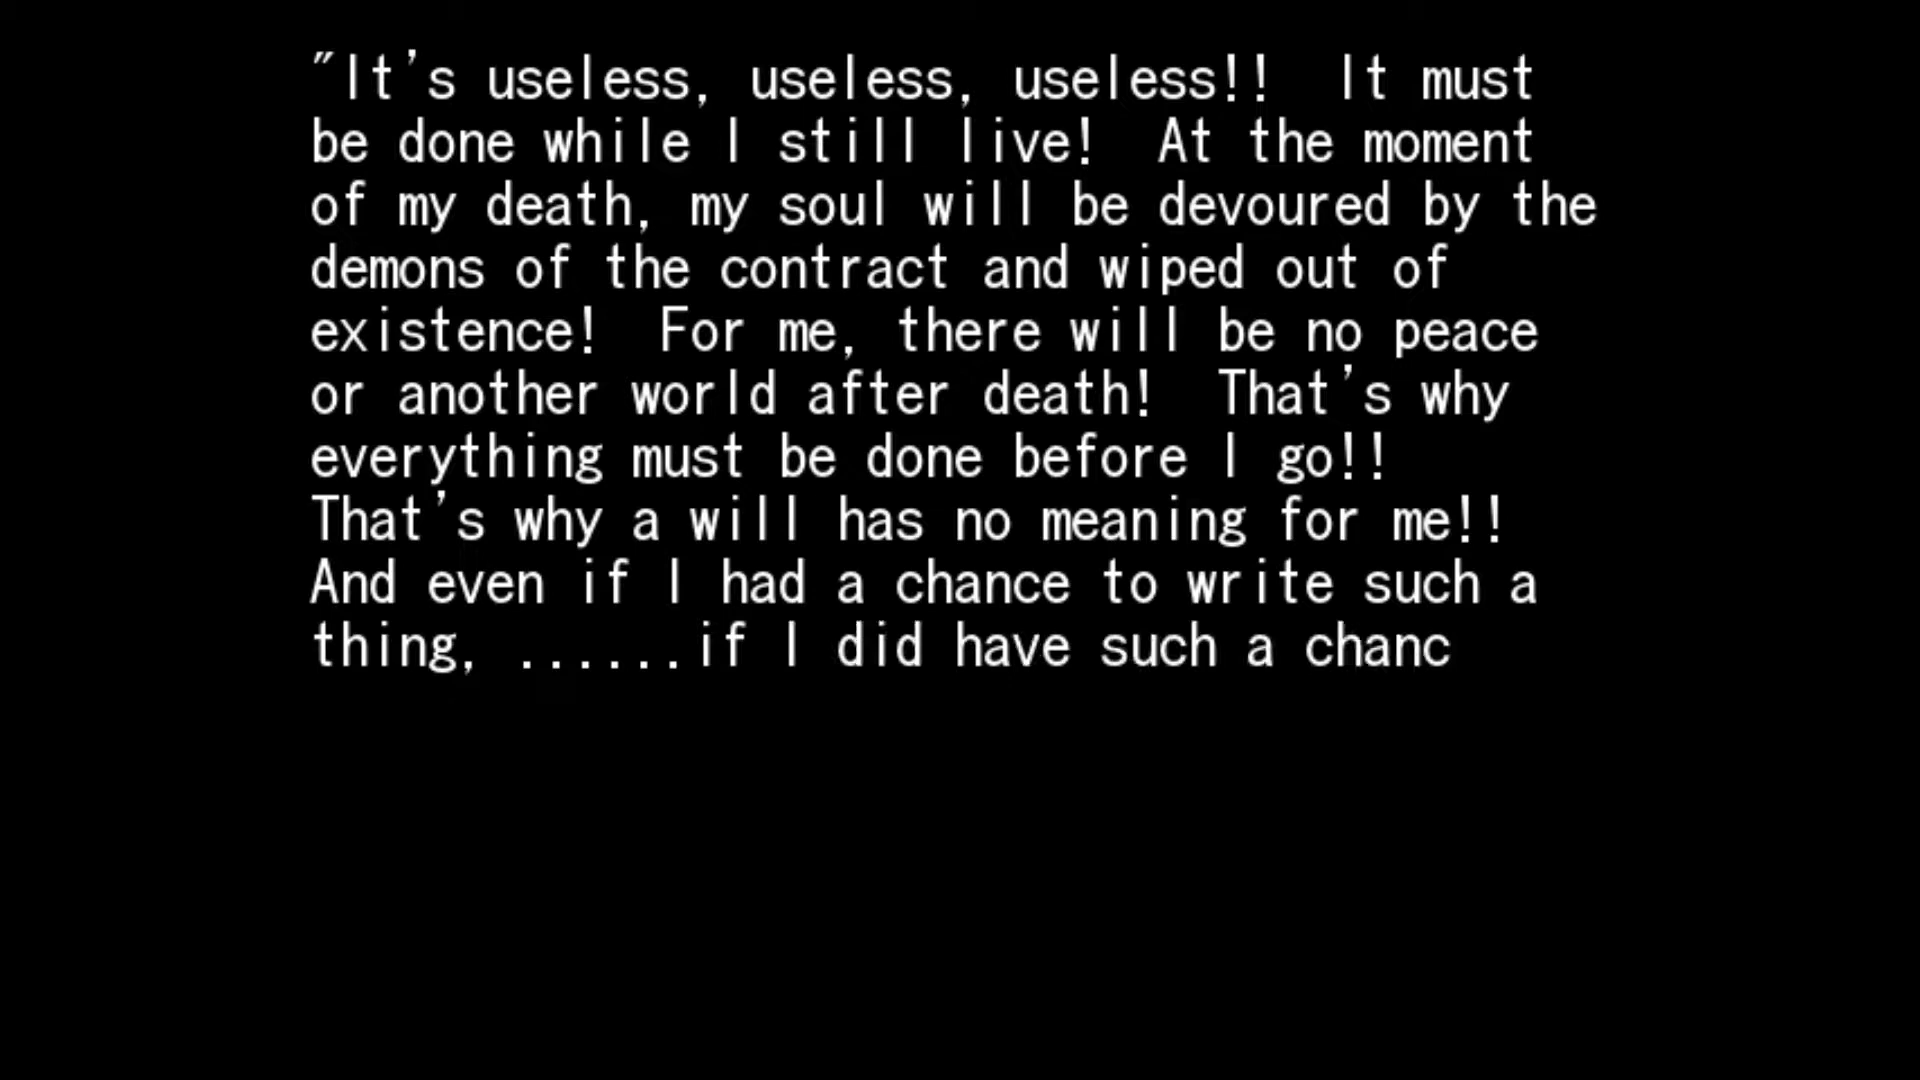 "It's useless, useless, useless!!  It must
be done while I still live!  At the moment
of my death, my soul will be devoured by the
demons of the contract and wiped out of
existence!  For me, there will be no peace
or another world after death!  That's why
everything must be done before I go!!
That's why a will has no meaning for me!!
And even if I had a chance to write such a
thing, ......if I did have such a chanc